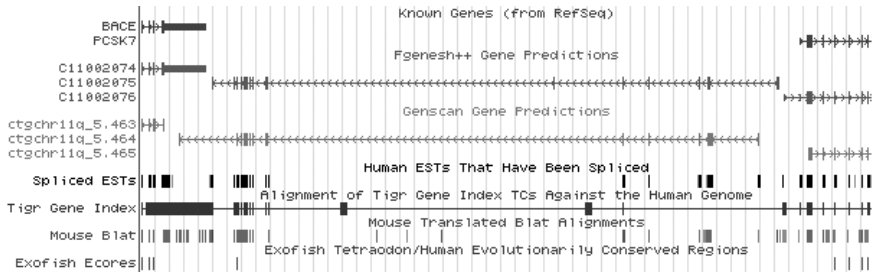 Known Genes (from RefSeq)
BACE
PCSK7
Fgenesh++ Gene Predictions
C11002074
C11002075
C11002076
Genscan Gene Predictions
ctgchr11q_5.463
ctgchr11q_5.464
ctgchr11q_5.465
Human ESTs That Have Been Spliced
Spliced ESTs
Alignment of Tigr Gene Index TCs Against the Human Genome
Tigr Gene Index
Mouse Translated Blat Alignments
Mouse Blat
Exofish Tetraodon/Human Evolutionarily Conserved Regions
Exofish Ecores